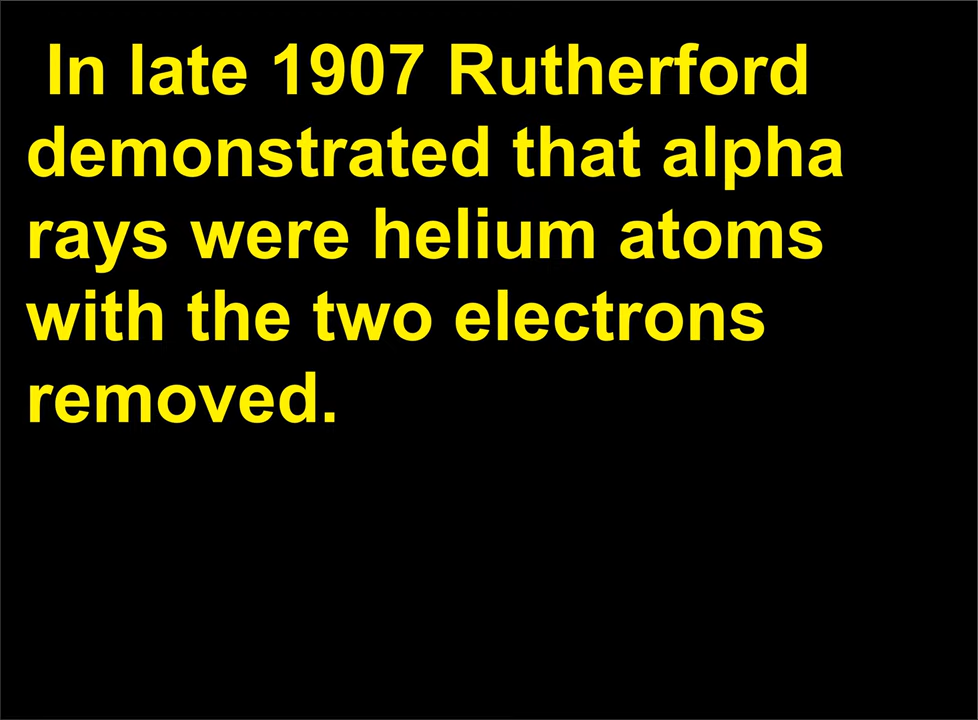 In late 1907 Rutherford
demonstrated that alpha
rays were helium atoms
with the two electrons
removed.